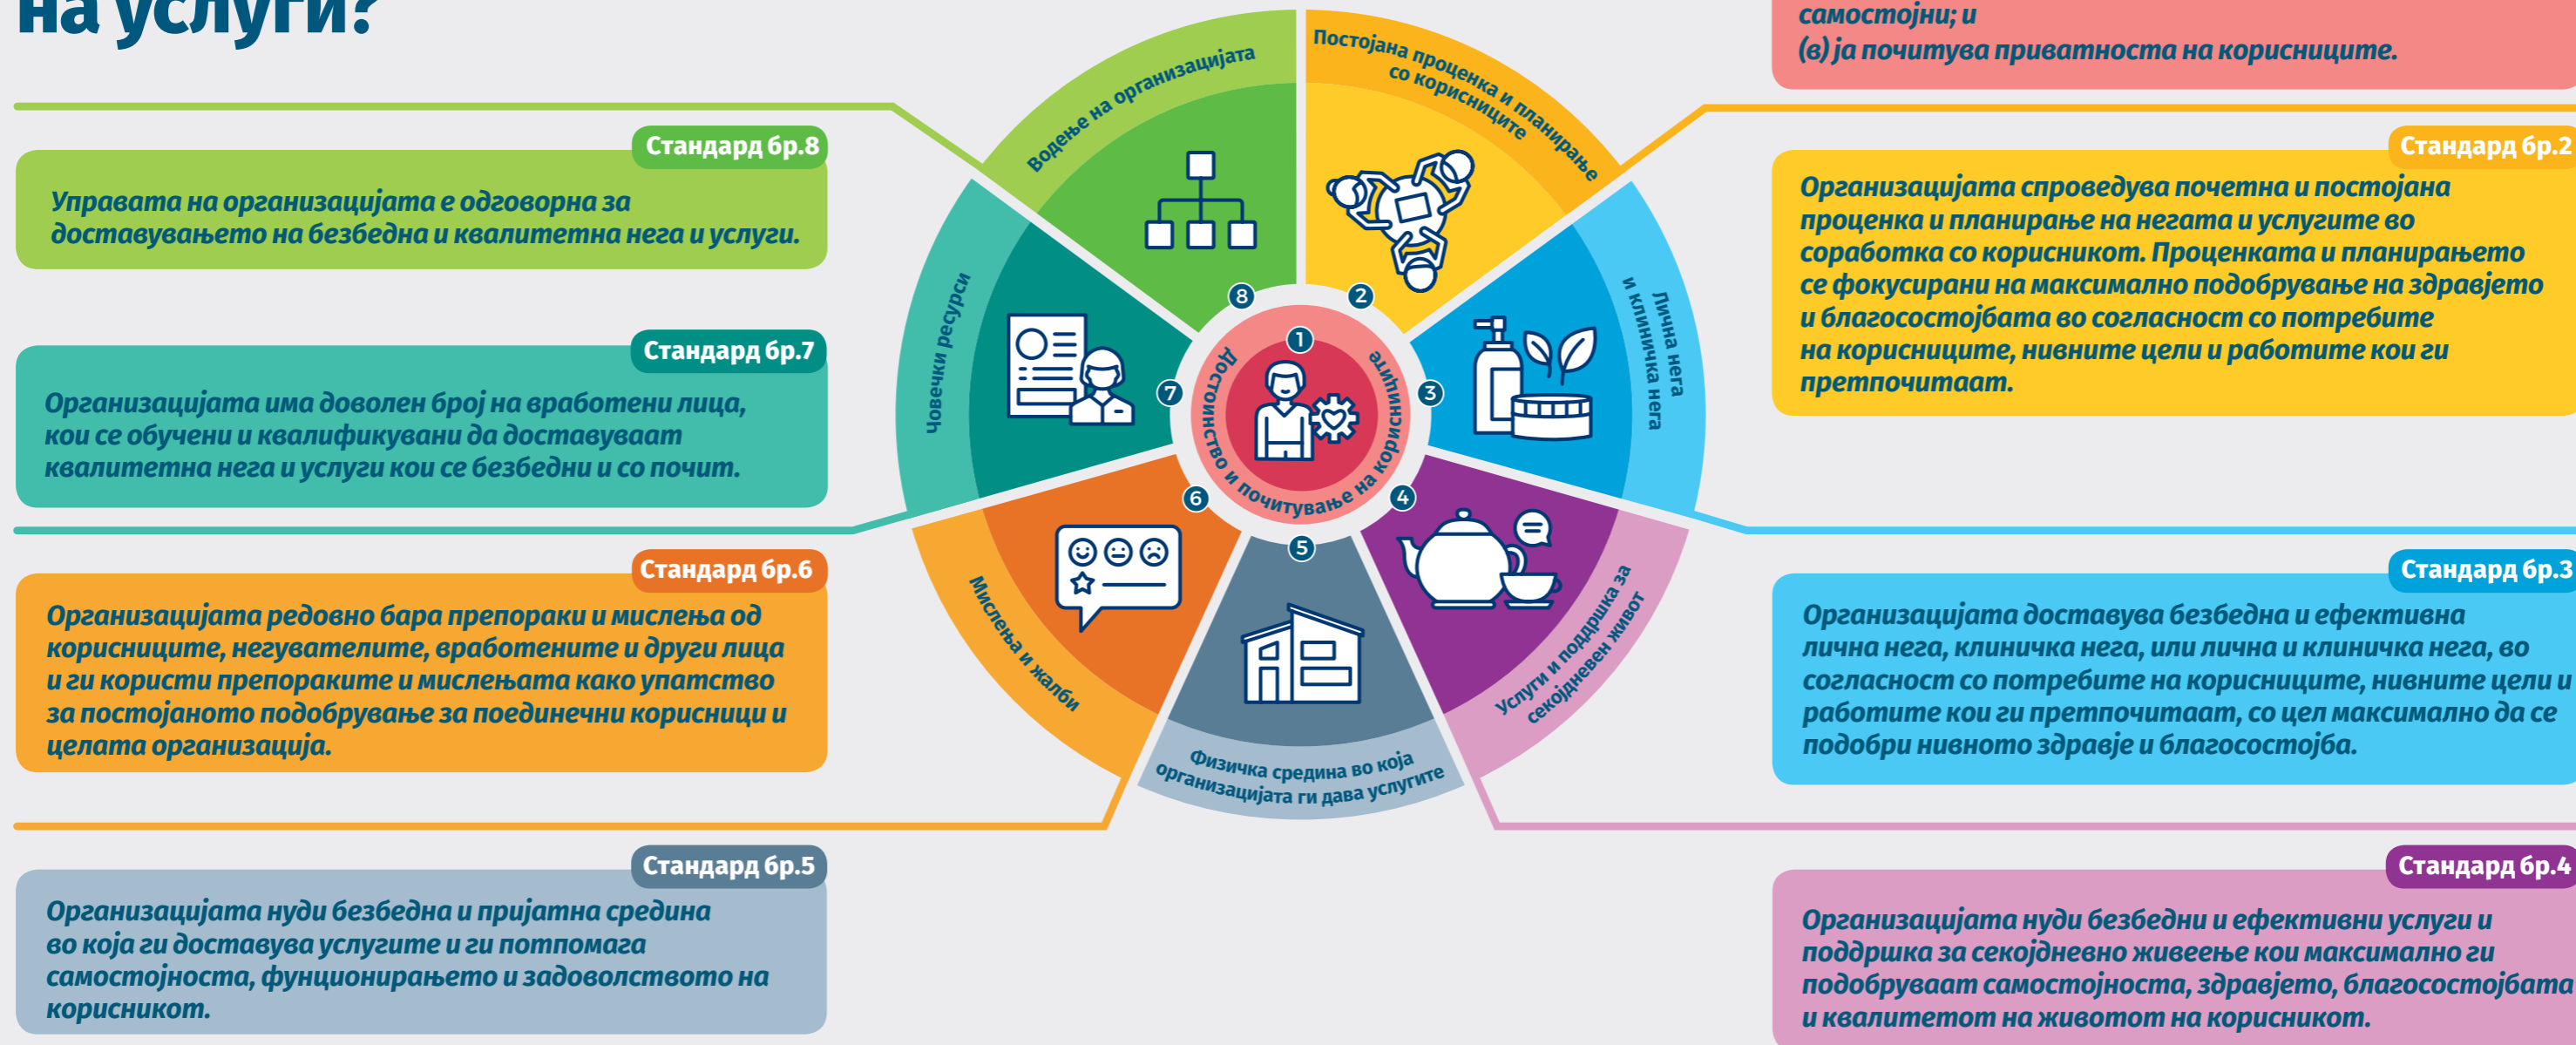 на услуги?
самостојни; и
(в) ја почитува приватноста на корисниците.
Стандард бр.8
Управата на организацијата е одговорна за
доставувањето на безбедна и квалитетна нега и услуги.
Стандард бр.7
Организацијата има доволен број на вработени лица,
кои се обучени и квалификувани да доставуваат
квалитетна нега и услуги кои се безбедни и со почит.
Стандард бр.6
Организацијата редовно бара препораки и мислења од
корисниците, негувателите, вработените и други лица
и ги користи препораките и мислењата како упатство
за постојаното подобрување за поединечни корисници и
целата организација.
Стандард бр.5
Организацијата нуди безбедна и пријатна средина
во која ги доставува услугите и ги потпомага
самостојноста, фунционирањето и задоволството на
корисникот.
Водење на организацијата
8
Постојана проценка и планирање
со корисниците
2
Лична нега
и клиничка нега
3
Услуги и поддршка за
секојдневен живот
4
Физичка средина во која
организацијата ги дава услугите
5
Мислења и жалби
6
Човечки ресурси
7
1
Достоинство и почитување на корисниците
Стандард бр.2
Организацијата спроведува почетна и постојана
проценка и планирање на негата и услугите во
соработка со корисникот. Проценката и планирањето
се фокусирани на максимално подобрување на здравјето
и благосостојбата во согласност со потребите
на корисниците, нивните цели и работите кои ги
претпочитаат.
Стандард бр.3
Организацијата доставува безбедна и ефективна
лична нега, клиничка нега, или лична и клиничка нега, во
согласност со потребите на корисниците, нивните цели и
работите кои ги претпочитаат, со цел максимално да се
подобри нивното здравје и благосостојба.
Стандард бр.4
Организацијата нуди безбедни и ефективни услуги и
поддршка за секојдневно живеење кои максимално ги
подобруваат самостојноста, здравјето, благосостојбата
и квалитетот на животот на корисникот.